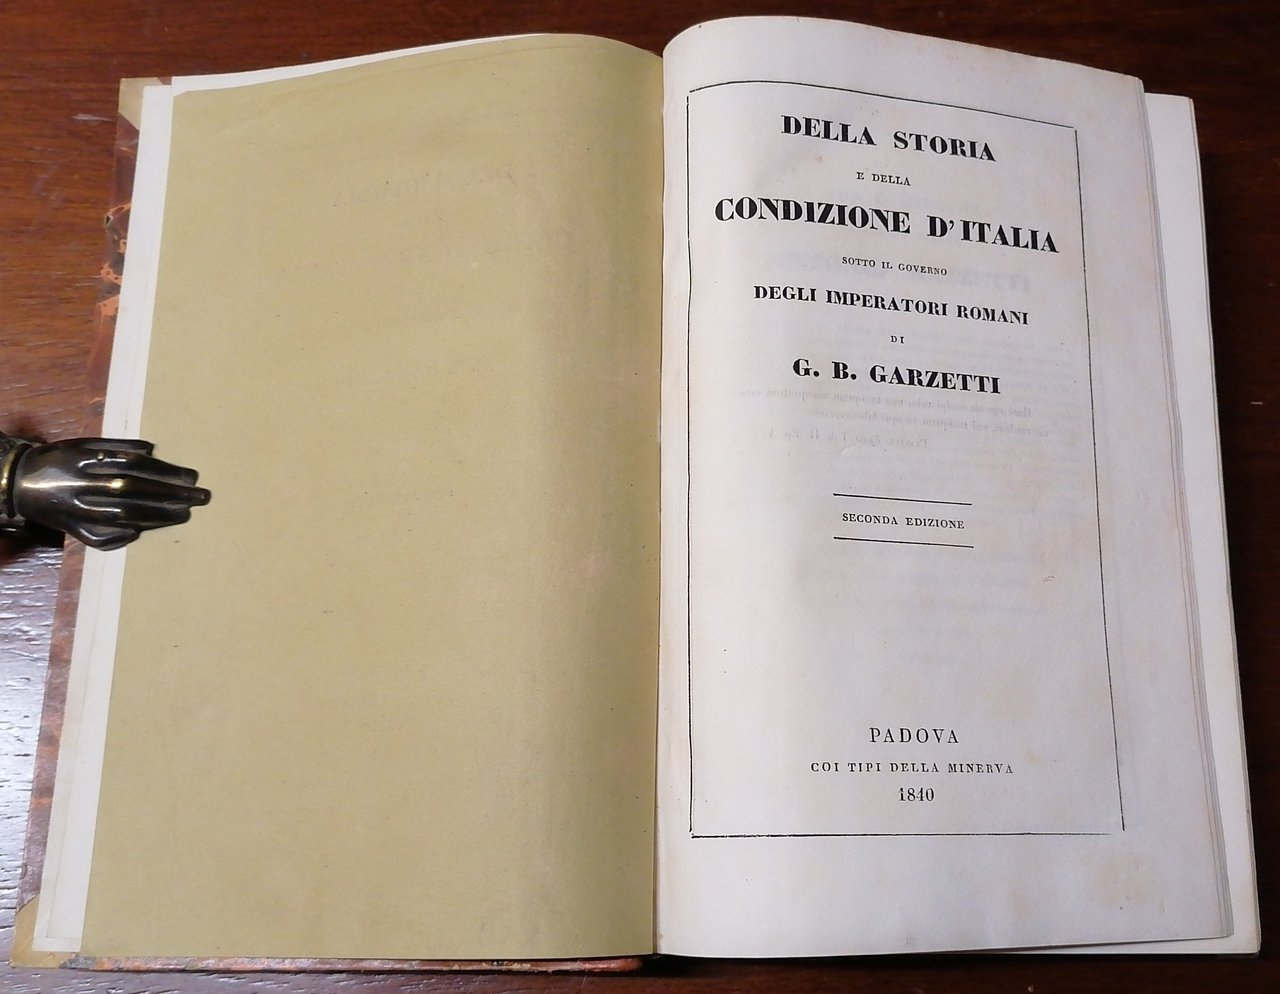 DELLA STORIA
E DELLA
CONDIZIONE D'ITALIA
SOTTO IL GOVERNO
DEGLI IMPERATORI ROMANI
DI
G. B. GARZETTI
SECONDA EDIZIONE
PADOVA
COI TIPI DELLA MINERVA
1840